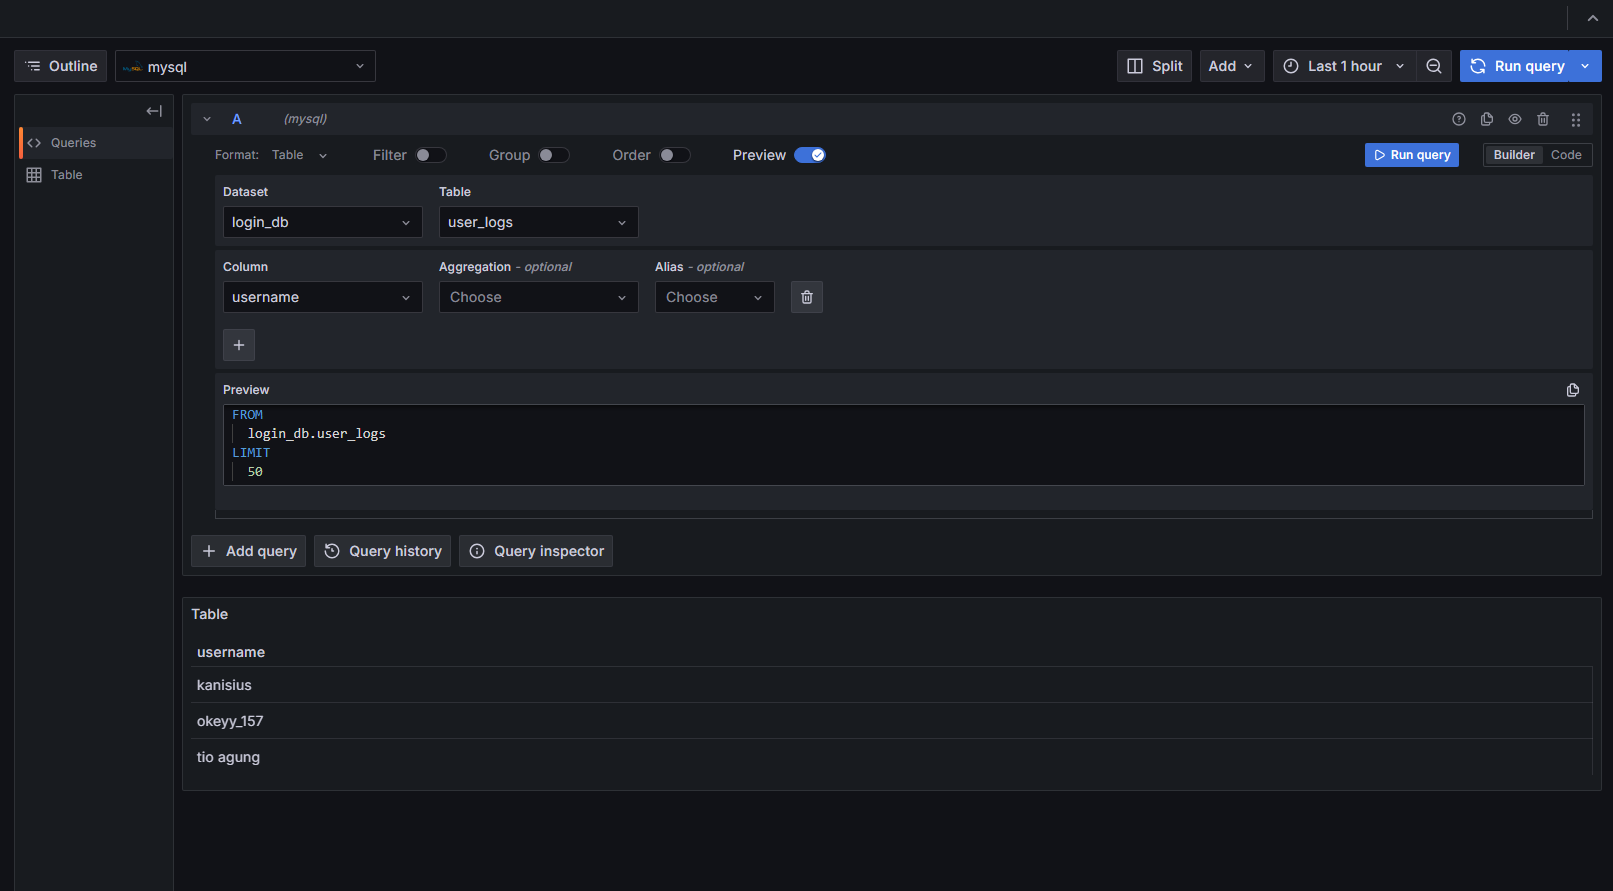 Outline mysql Split Add Last 1 hour Run query
Queries
Table
A (mysql)
Format: Table Filter Group Order Preview Run query Builder Code
Dataset Table
login_db user_logs
Column Aggregation - optional Alias - optional
username Choose Choose
Preview
FROM
login_db.user_logs
LIMIT
50
Add query Query history Query inspector
Table
username
kanisius
okeyy_157
tio agung